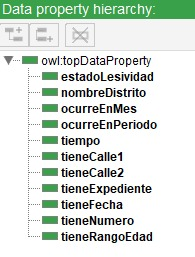 Data property hierarchy:
owl:topDataProperty
estadoLesividad
nombreDistrito
ocurreEnMes
ocurreEnPeriodo
tiempo
tieneCalle1
tieneCalle2
tieneExpediente
tieneFecha
tieneNumero
tieneRangoEdad